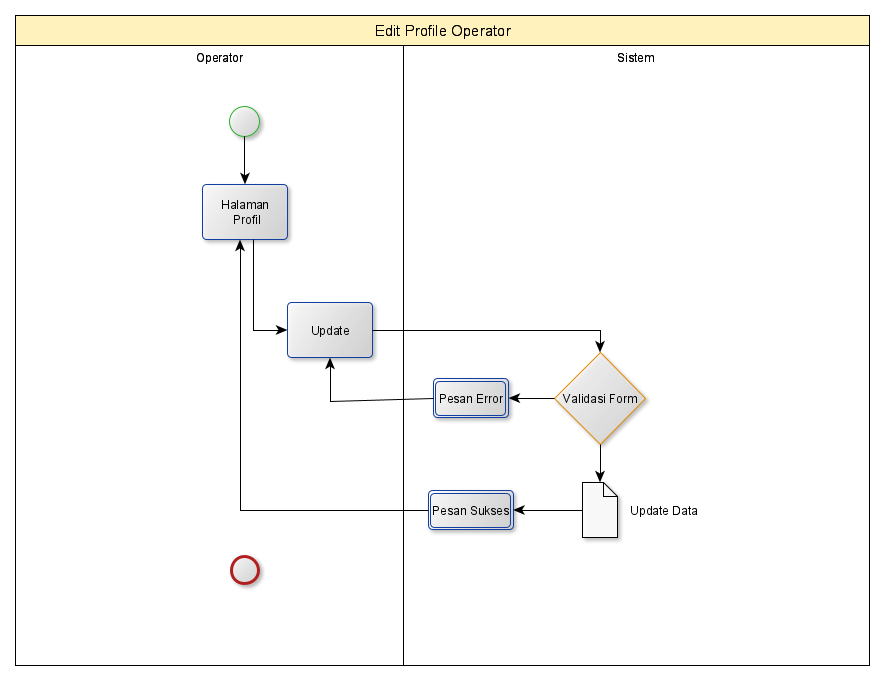 Edit Profile Operator
Operator
Sistem
Halaman
Profil
Update
Validasi Form
Pesan Error
Pesan Sukses
Update Data